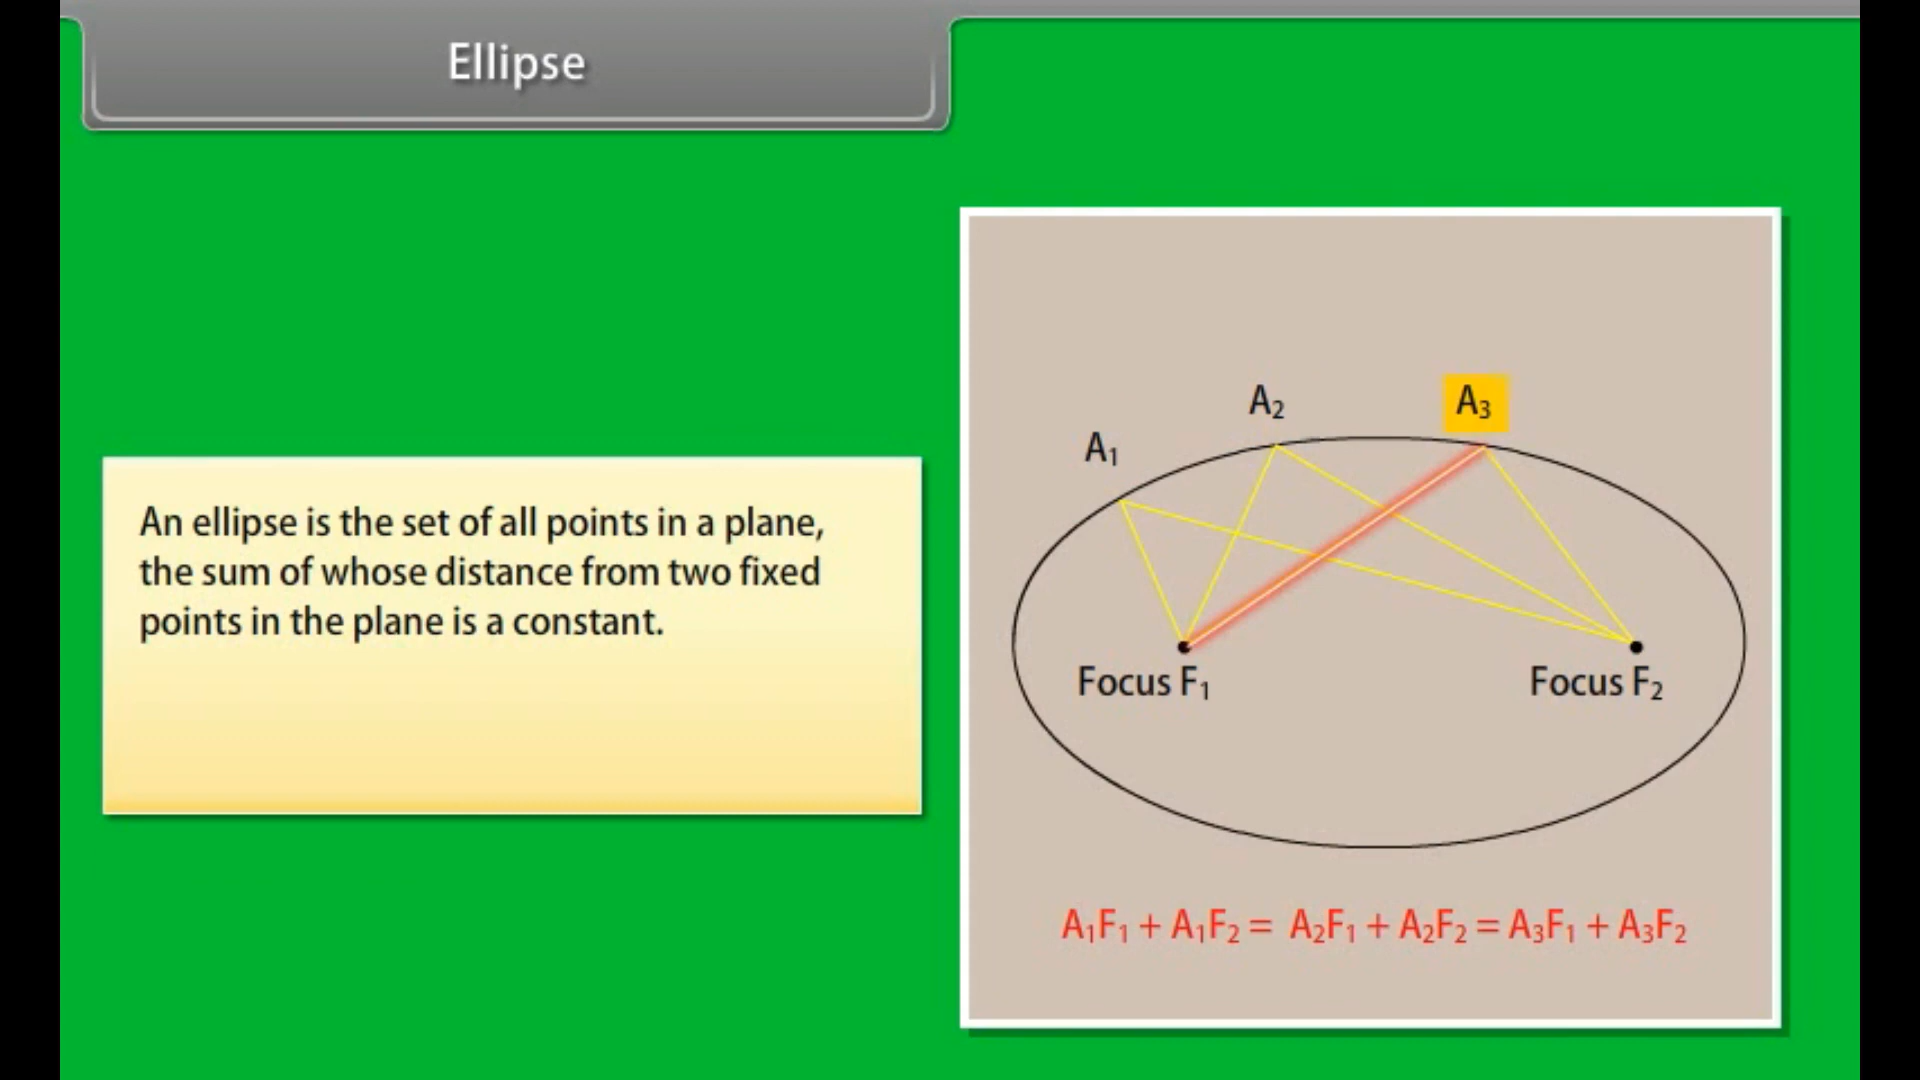 Ellipse
An ellipse is the set of all points in a plane,
the sum of whose distance from two fixed
points in the plane is a constant.
A₂
A₃
A₁
Focus F₁
Focus F₂
A₁F₁ + A₁F₂ = A₂F₁ + A₂F₂ = A₃F₁ + A₃F₂